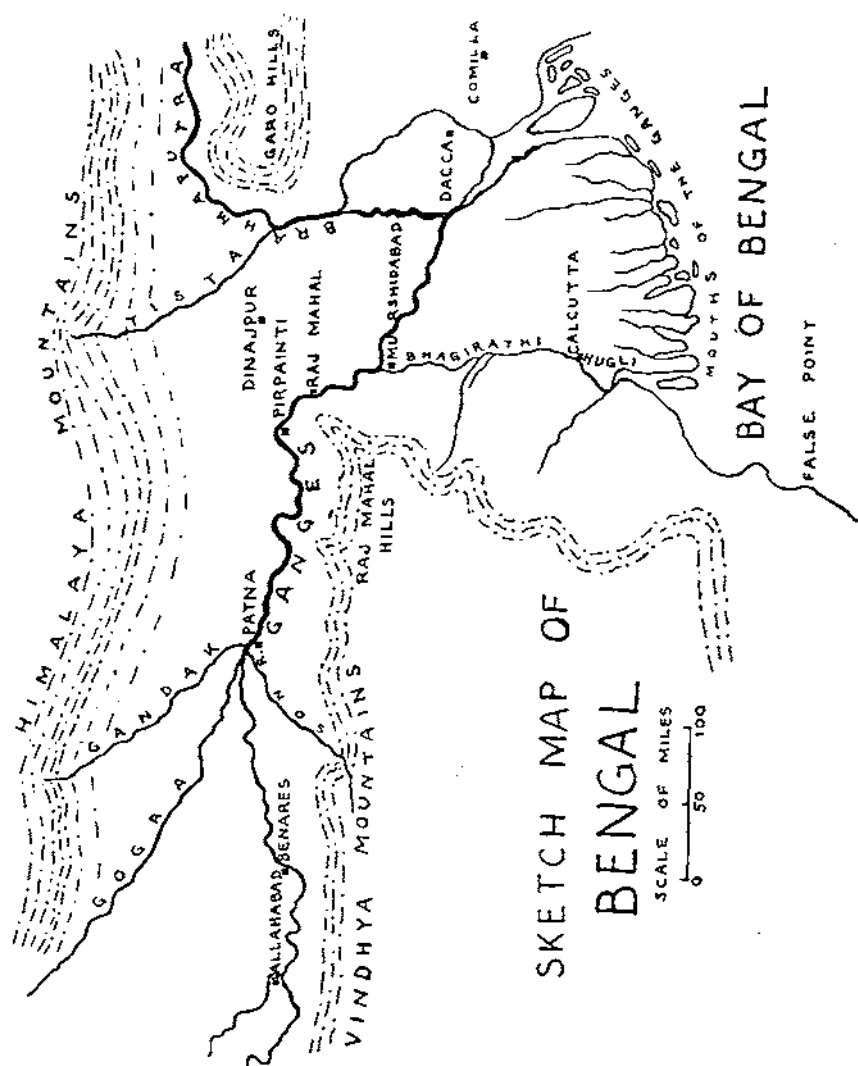 HIMALAYA MOUNTAINS
GOGRA
GANDAK
TISTA
BRAHMAPUTRA
GARO HILLS
ALLAHABAD
BENARES
PATNA
R. GANGES
SON
DINAJPUR
PIRPAINTI
RAJ MAHAL
RAJ MAHAL
HILLS
VINDHYA MOUNTAINS
MURSHIDABAD
DACCA
COMILLA
BHAGIRATHI
CALCUTTA
HUGLI
MOUTHS OF THE GANGES
BAY OF BENGAL
FALSE POINT
SKETCH MAP OF
BENGAL
SCALE OF MILES
0 50 100